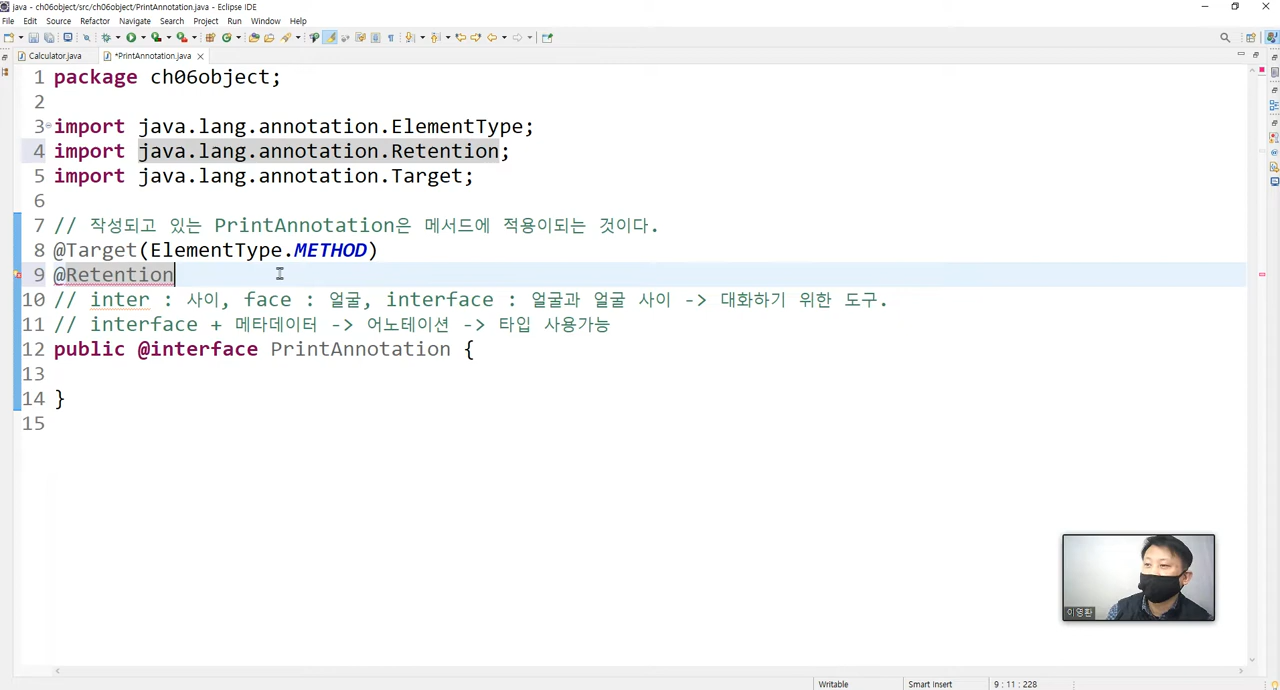 java - ch06object/src/ch06object/PrintAnnotation.java - Eclipse IDE
File Edit Source Refactor Navigate Search Project Run Window Help
Calculator.java *PrintAnnotation.java
1 package ch06object;
2
3 import java.lang.annotation.ElementType;
4 import java.lang.annotation.Retention;
5 import java.lang.annotation.Target;
6
7 // 작성되고 있는 PrintAnnotation은 메서드에 적용이되는 것이다.
8 @Target(ElementType.METHOD)
9 @Retention
10 // inter : 사이, face : 얼굴, interface : 얼굴과 얼굴 사이 -> 대화하기 위한 도구.
11 // interface + 메타데이터 -> 어노테이션 -> 타입 사용가능
12 public @interface PrintAnnotation {
13
14 }
15
이영환
Writable Smart Insert 9 : 11 : 228